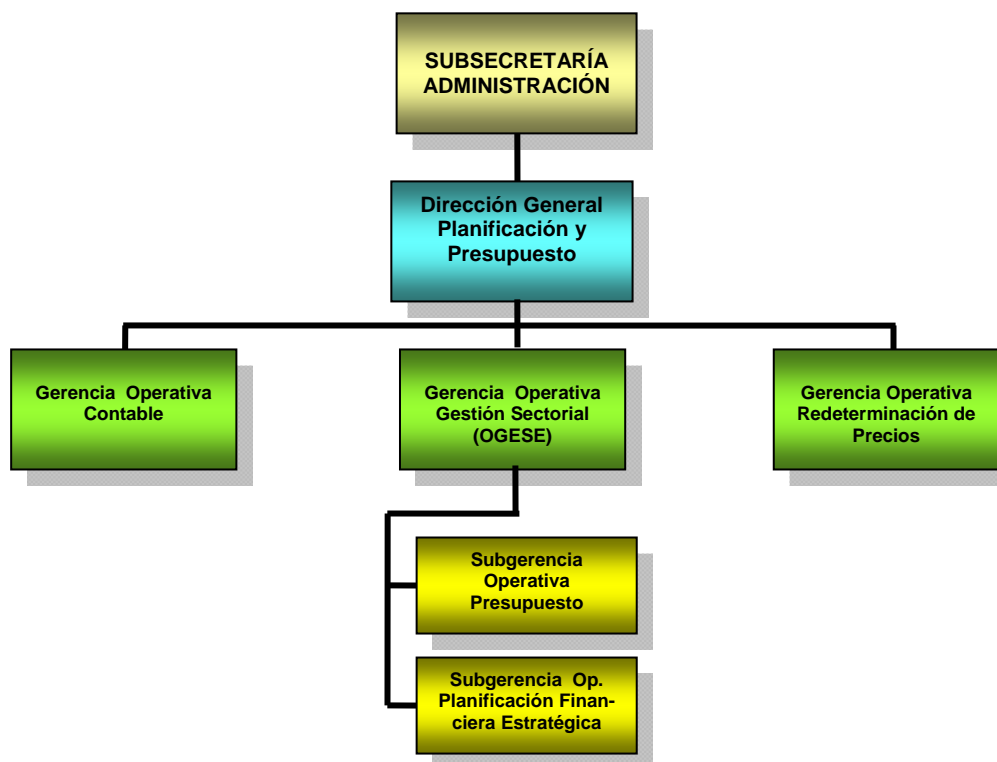 SUBSECRETARÍA
ADMINISTRACIÓN
Dirección General
Planificación y
Presupuesto
Gerencia Operativa
Contable
Gerencia Operativa
Gestión Sectorial
(OGESE)
Gerencia Operativa
Redeterminación de
Precios
Subgerencia
Operativa
Presupuesto
Subgerencia Op.
Planificación Finan-
ciera Estratégica